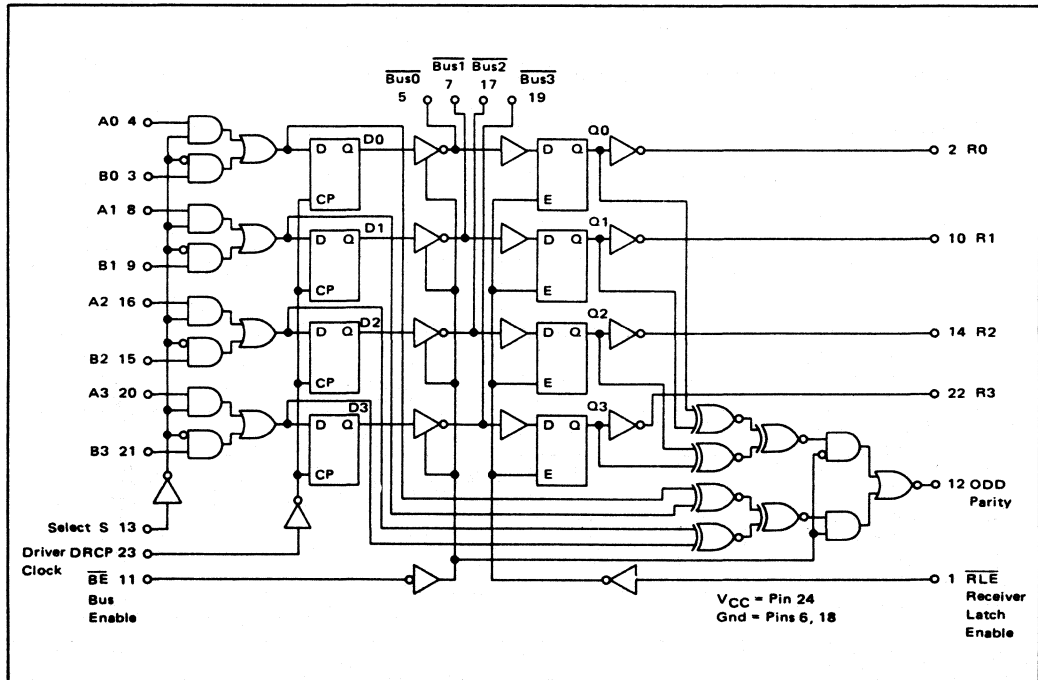 Bus0 Bus1 Bus2 Bus3
5 7 17 19
A0 4
B0 3
D Q D0
CP
D Q Q0
E
2 R0
A1 8
B1 9
D Q D1
CP
D Q Q1
E
10 R1
A2 16
B2 15
D Q D2
CP
D Q Q2
E
14 R2
A3 20
B3 21
D Q D3
CP
D Q Q3
E
22 R3
12 ODD
Parity
Select S 13
Driver DRCP 23
Clock
BE 11
Bus
Enable
VCC = Pin 24
Gnd = Pins 6, 18
1 RLE
Receiver
Latch
Enable